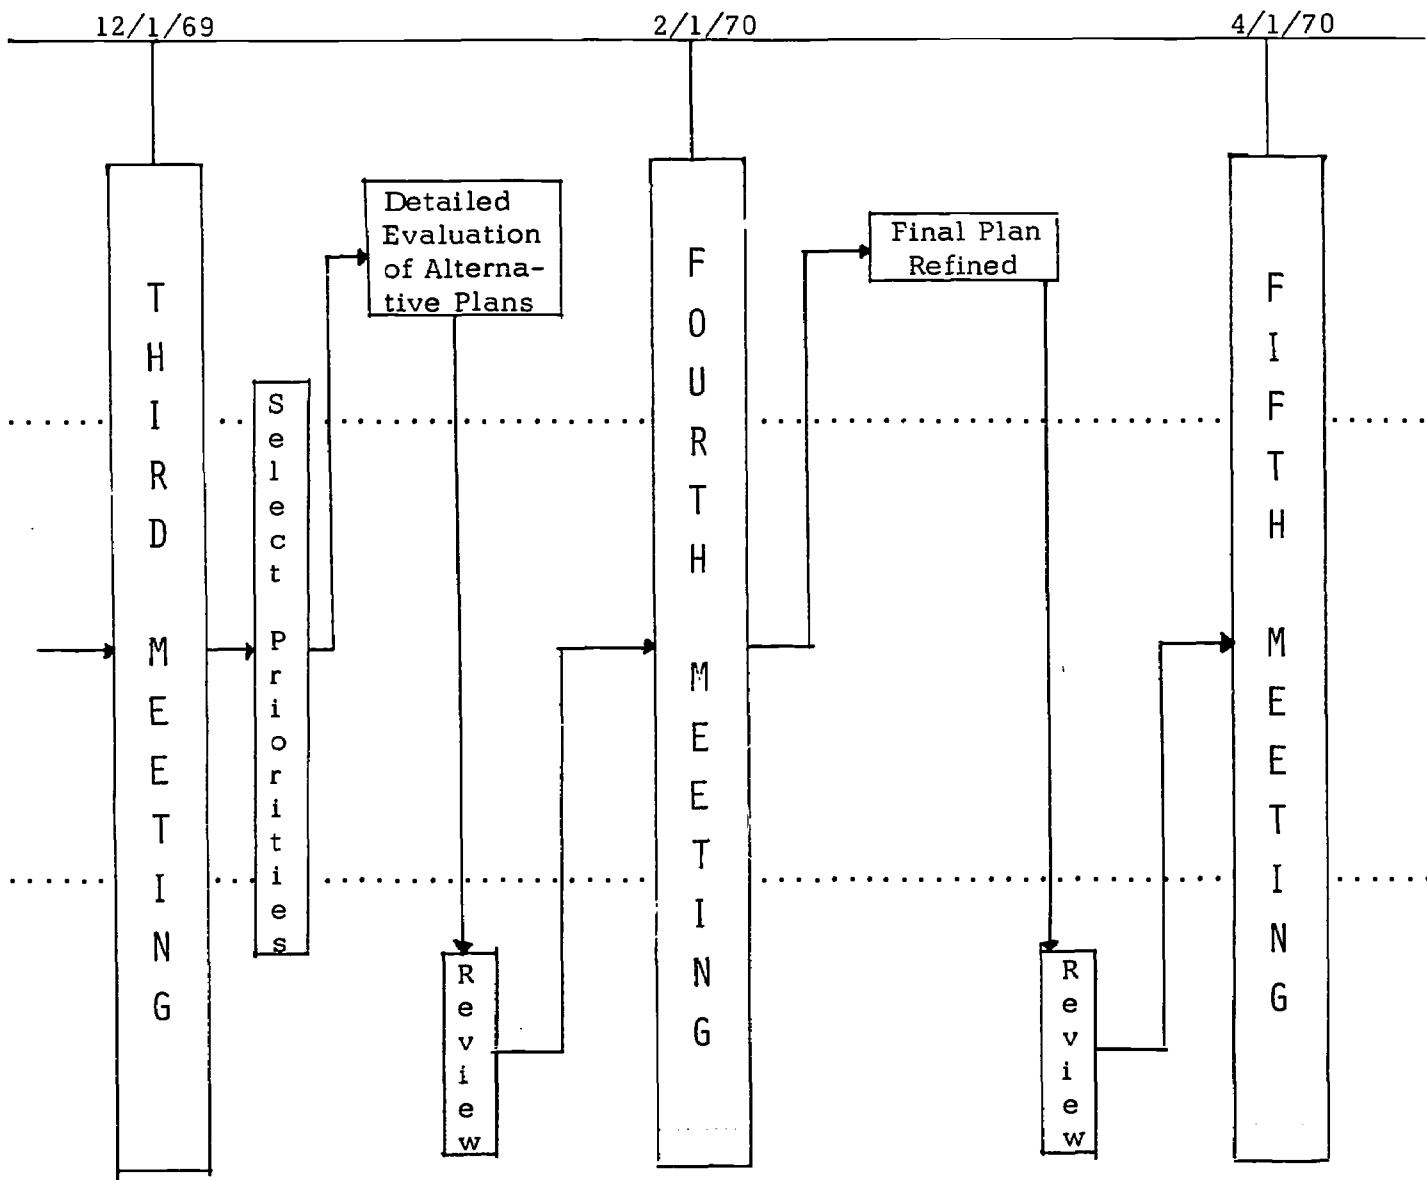 12/1/69
2/1/70
4/1/70
THIRD MEETING
Select Priorities
Detailed
Evaluation
of Alterna-
tive Plans
Review
FOURTH MEETING
Final Plan
Refined
Review
FIFTH MEETING